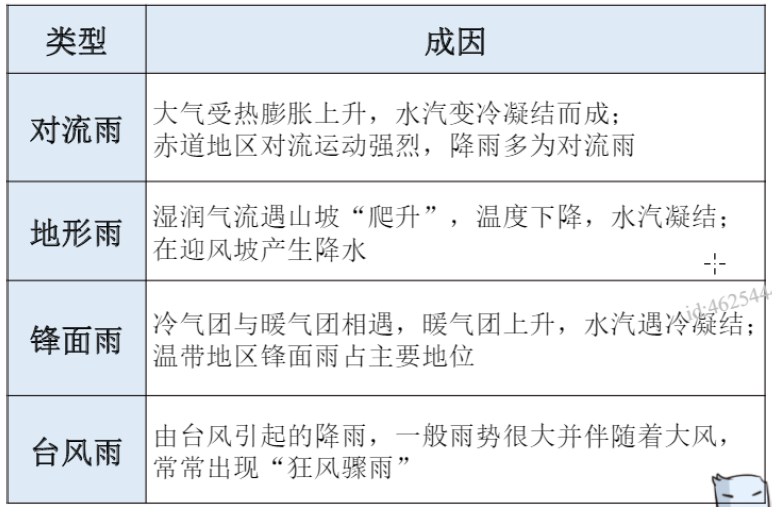 类型
成因
对流雨
大气受热膨胀上升，水汽变冷凝结而成；
赤道地区对流运动强烈，降雨多为对流雨
地形雨
湿润气流遇山坡“爬升”，温度下降，水汽凝结；
在迎风坡产生降水
锋面雨
冷气团与暖气团相遇，暖气团上升，水汽遇冷凝结；
温带地区锋面雨占主要地位
台风雨
由台风引起的降雨，一般雨势很大并伴随着大风，
常常出现“狂风骤雨”